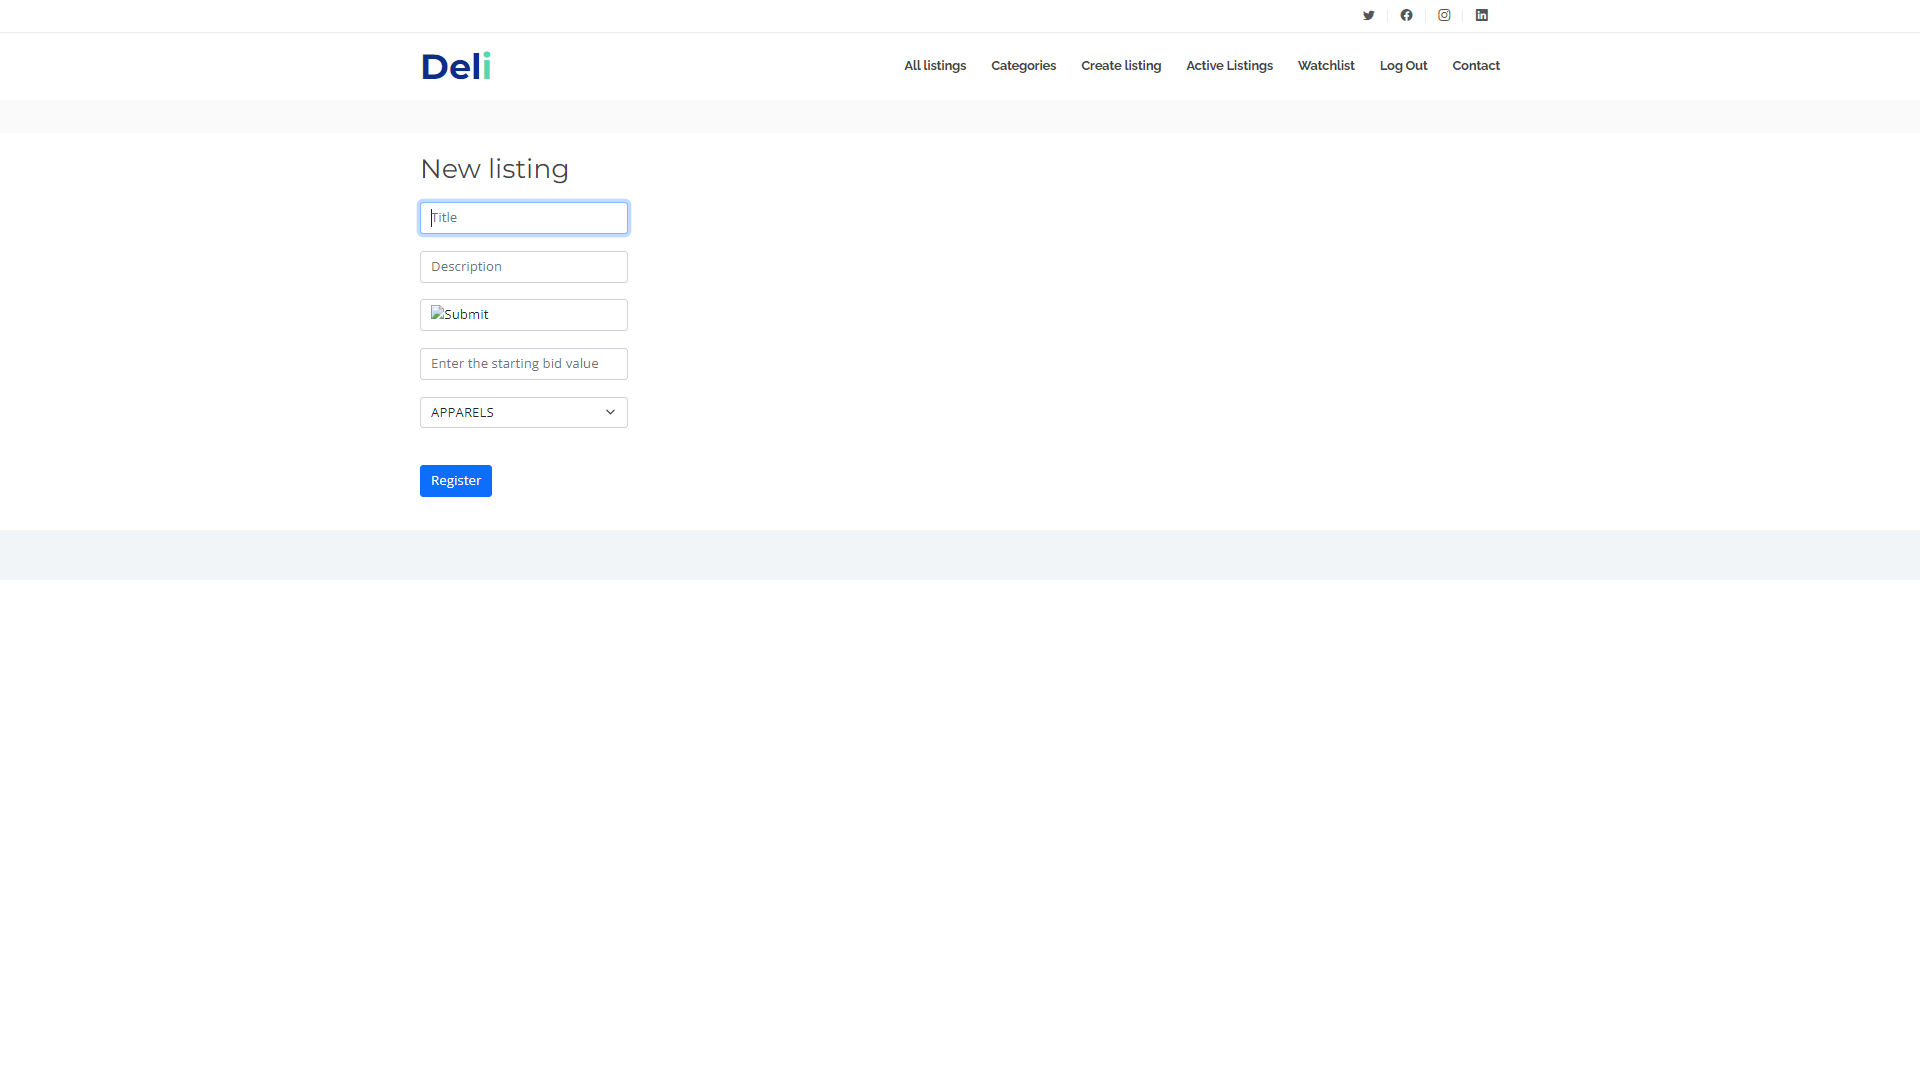 Deli
All listings
Categories
Create listing
Active Listings
Watchlist
Log Out
Contact
New listing
Title
Description
Submit
Enter the starting bid value
APPARELS
Register